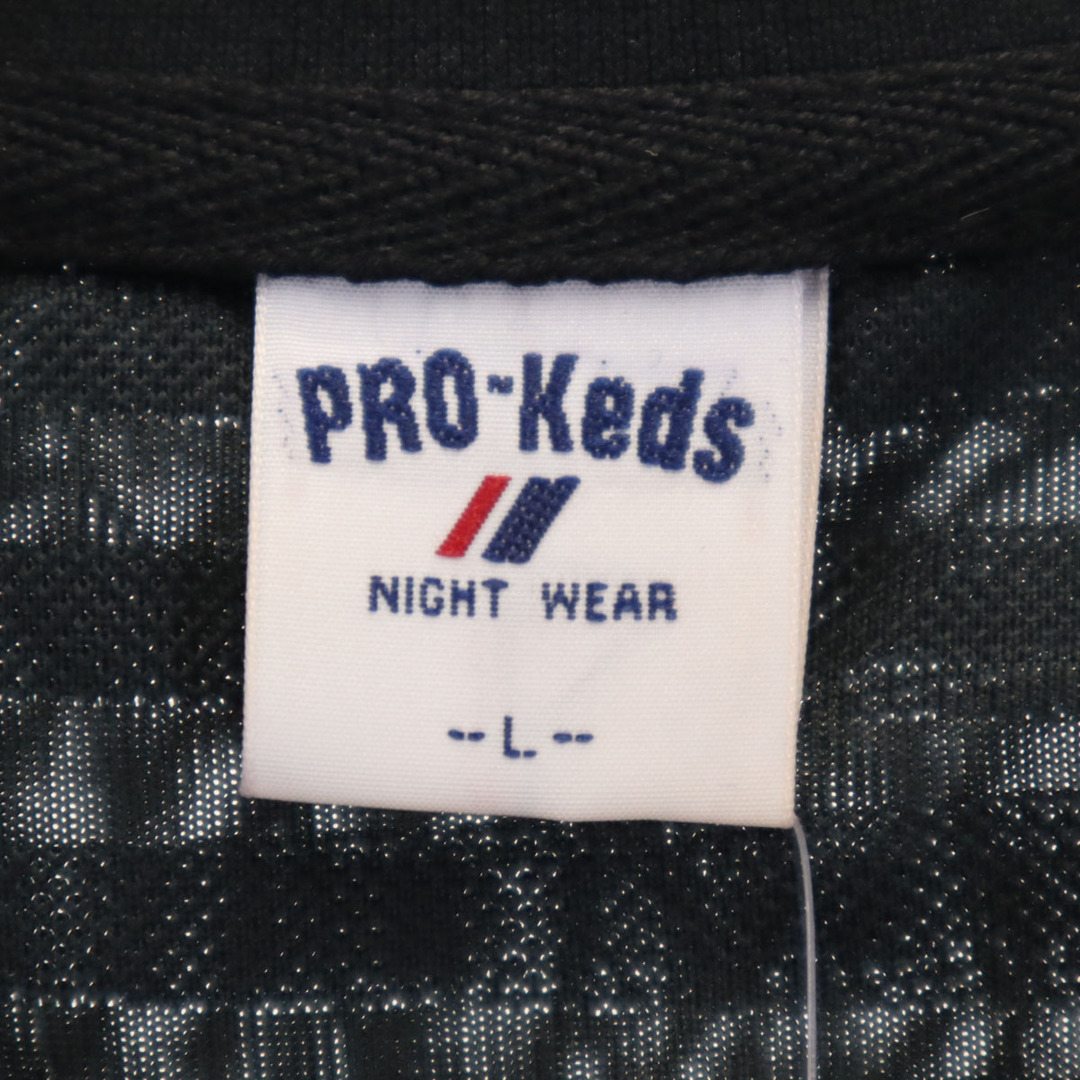 PRO-Keds
NIGHT WEAR
-- L --